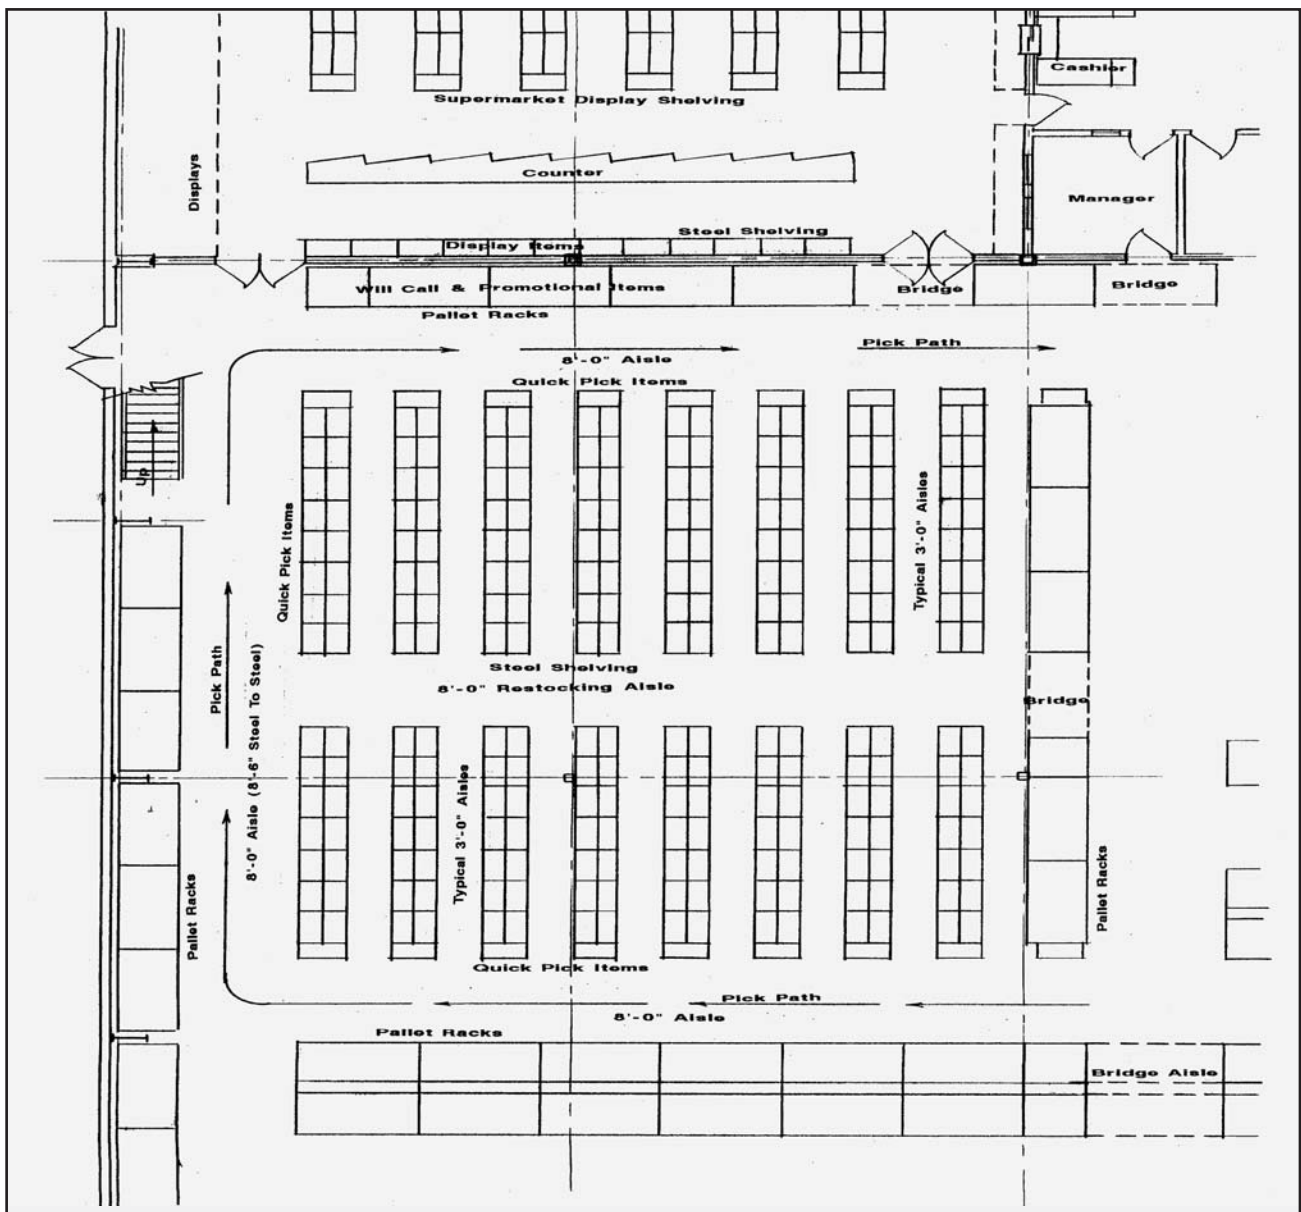 Cashier
Supermarket Display Shelving
Displays
Counter
Manager
Steel Shelving
Display Items
Will Call & Promotional Items
Bridge
Bridge
Pallet Racks
Pick Path
8'-0" Aisle
Quick Pick Items
Up
Quick Pick Items
Typical 3'-0" Aisles
Pick Path
8'-0" Aisle (8'-6" Steel To Steel)
Steel Shelving
8'-0" Restocking Aisle
Bridge
Typical 3'-0" Aisles
Pallet Racks
Pallet Racks
Quick Pick Items
Pick Path
8'-0" Aisle
Pallet Racks
Bridge Aisle